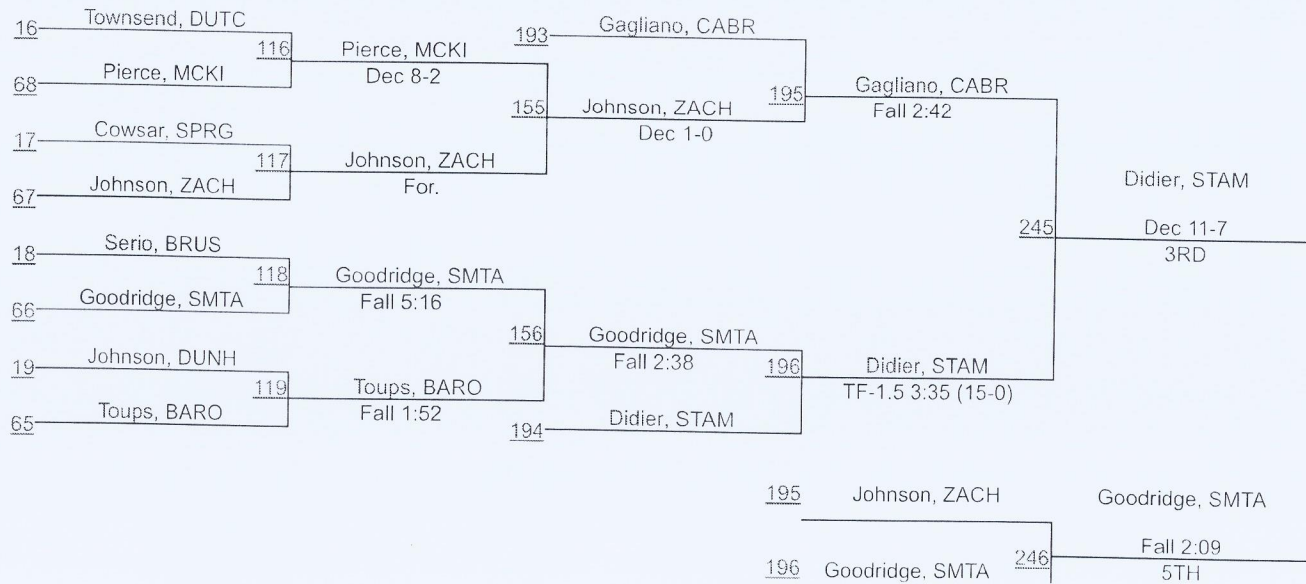 16 Townsend, DUTC
116
68 Pierce, MCKI
Pierce, MCKI
Dec 8-2
17 Cowsar, SPRG
117
67 Johnson, ZACH
Johnson, ZACH
For.
155
193 Gagliano, CABR
Johnson, ZACH
Dec 1-0
195
Gagliano, CABR
Fall 2:42
18 Serio, BRUS
118
66 Goodridge, SMTA
Goodridge, SMTA
Fall 5:16
19 Johnson, DUNH
119
65 Toups, BARO
Toups, BARO
Fall 1:52
156
Goodridge, SMTA
Fall 2:38
194 Didier, STAM
196
Didier, STAM
TF-1.5 3:35 (15-0)
245
Didier, STAM
Dec 11-7
3RD
195 Johnson, ZACH
196 Goodridge, SMTA
246
Goodridge, SMTA
Fall 2:09
5TH